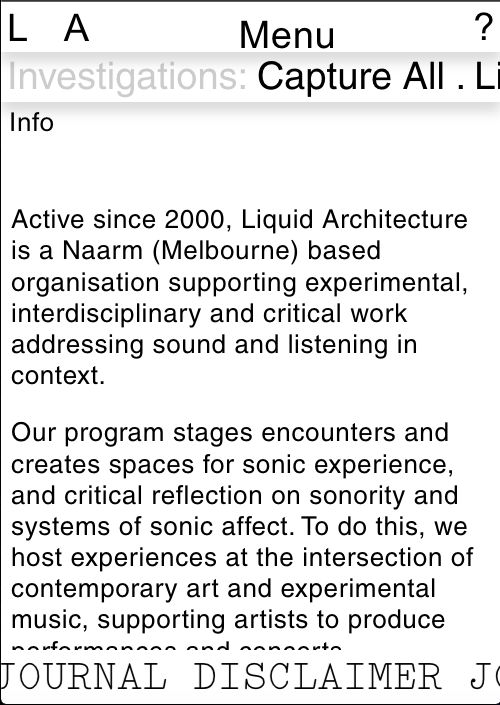 L A Menu ?
Investigations: Capture All . Li
Info
Active since 2000, Liquid Architecture
is a Naarm (Melbourne) based
organisation supporting experimental,
interdisciplinary and critical work
addressing sound and listening in
context.
Our program stages encounters and
creates spaces for sonic experience,
and critical reflection on sonority and
systems of sonic affect. To do this, we
host experiences at the intersection of
contemporary art and experimental
music, supporting artists to produce
performances and concerts
JOURNAL DISCLAIMER JO